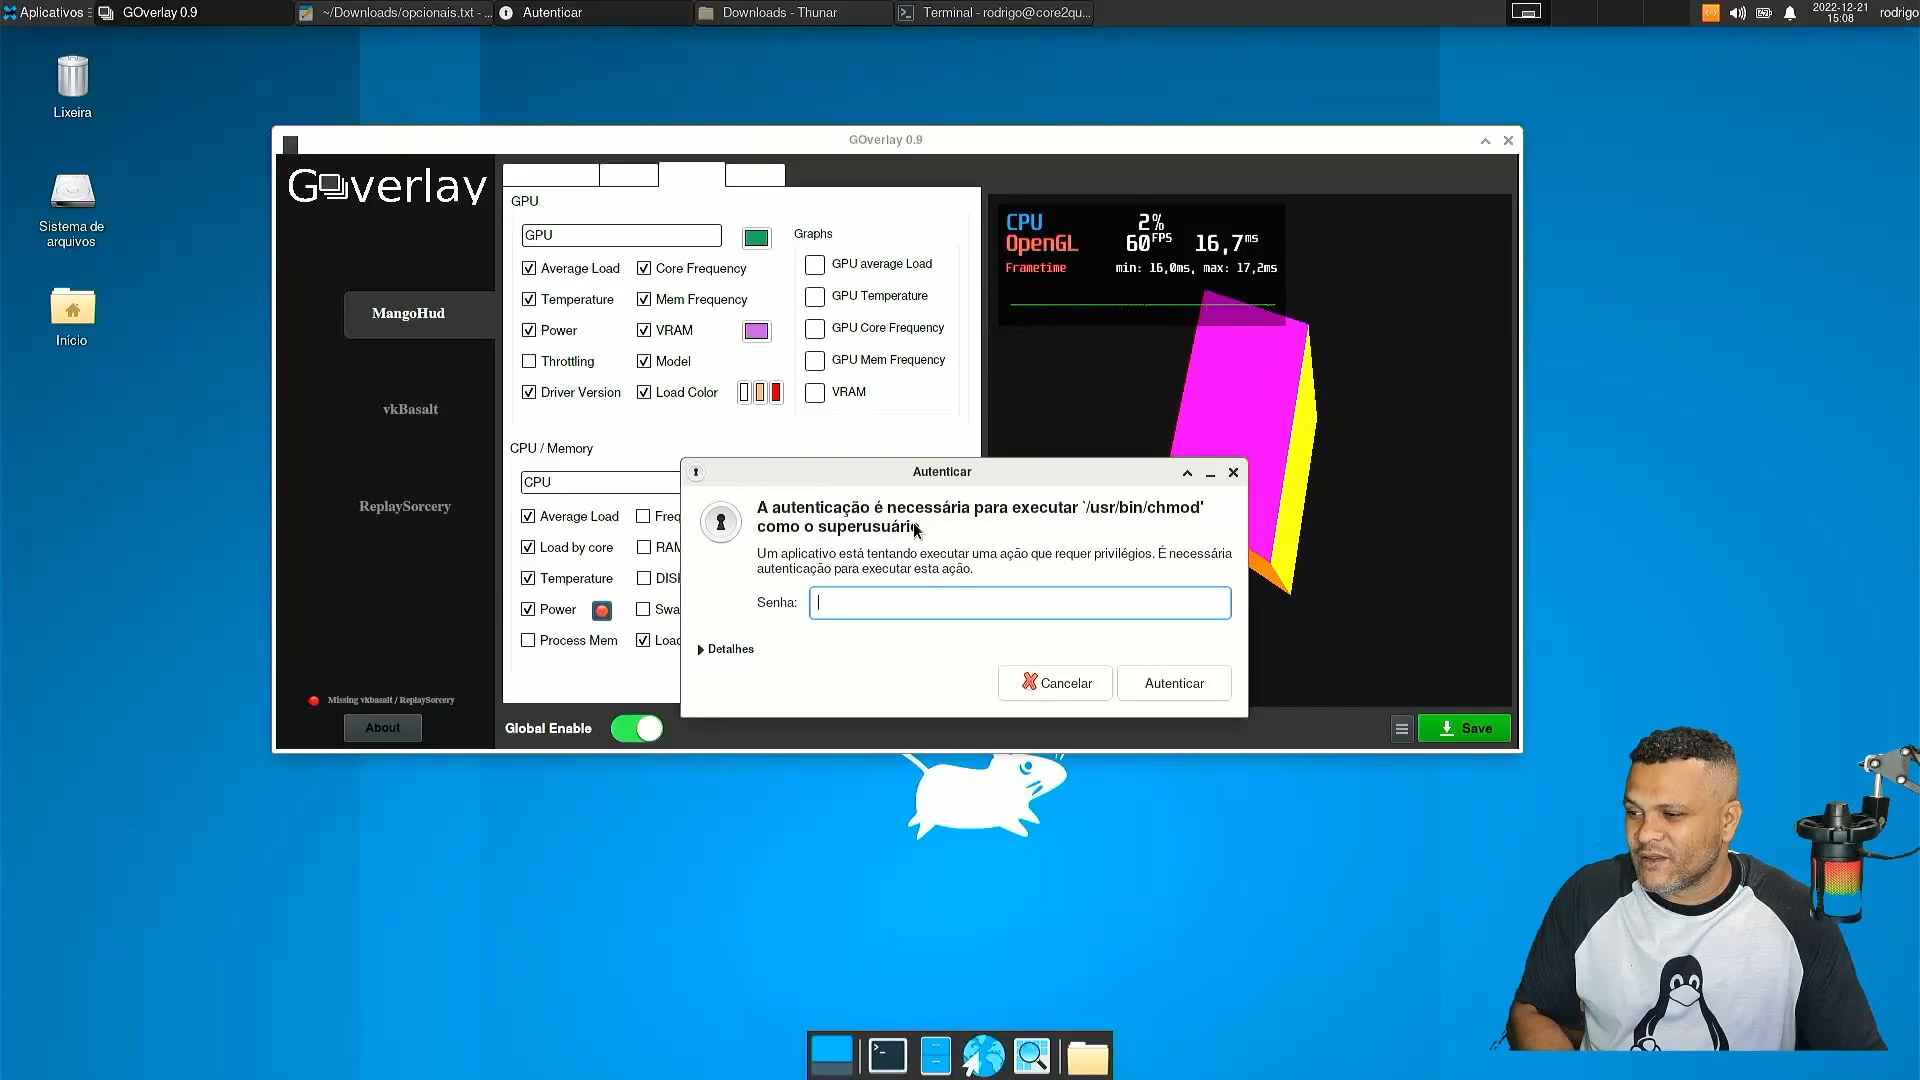 Aplicativos
GOverlay 0.9
~/Downloads/opcionais.txt - ...
Autenticar
Downloads - Thunar
Terminal - rodrigo@core2qu...
2022-12-21
15:08
rodrigo
Lixeira
Sistema de
arquivos
Início
GOverlay 0.9
Goverlay
MangoHud
vkBasalt
ReplaySorcery
Missing vkbasalt / ReplaySorcery
About
GPU
GPU
Average Load
Core Frequency
Temperature
Mem Frequency
Power
VRAM
Throttling
Model
Driver Version
Load Color
Graphs
GPU average Load
GPU Temperature
GPU Core Frequency
GPU Mem Frequency
VRAM
CPU / Memory
CPU
Average Load
Load by core
Temperature
Power
Process Mem
Global Enable
Save
CPU 2%
OpenGL 60FPS 16,7ms
Frametime min: 16,0ms, max: 17,2ms
Autenticar
A autenticação é necessária para executar `/usr/bin/chmod'
como o superusuário
Um aplicativo está tentando executar uma ação que requer privilégios. É necessária
autenticação para executar esta ação.
Senha:
Detalhes
Cancelar
Autenticar